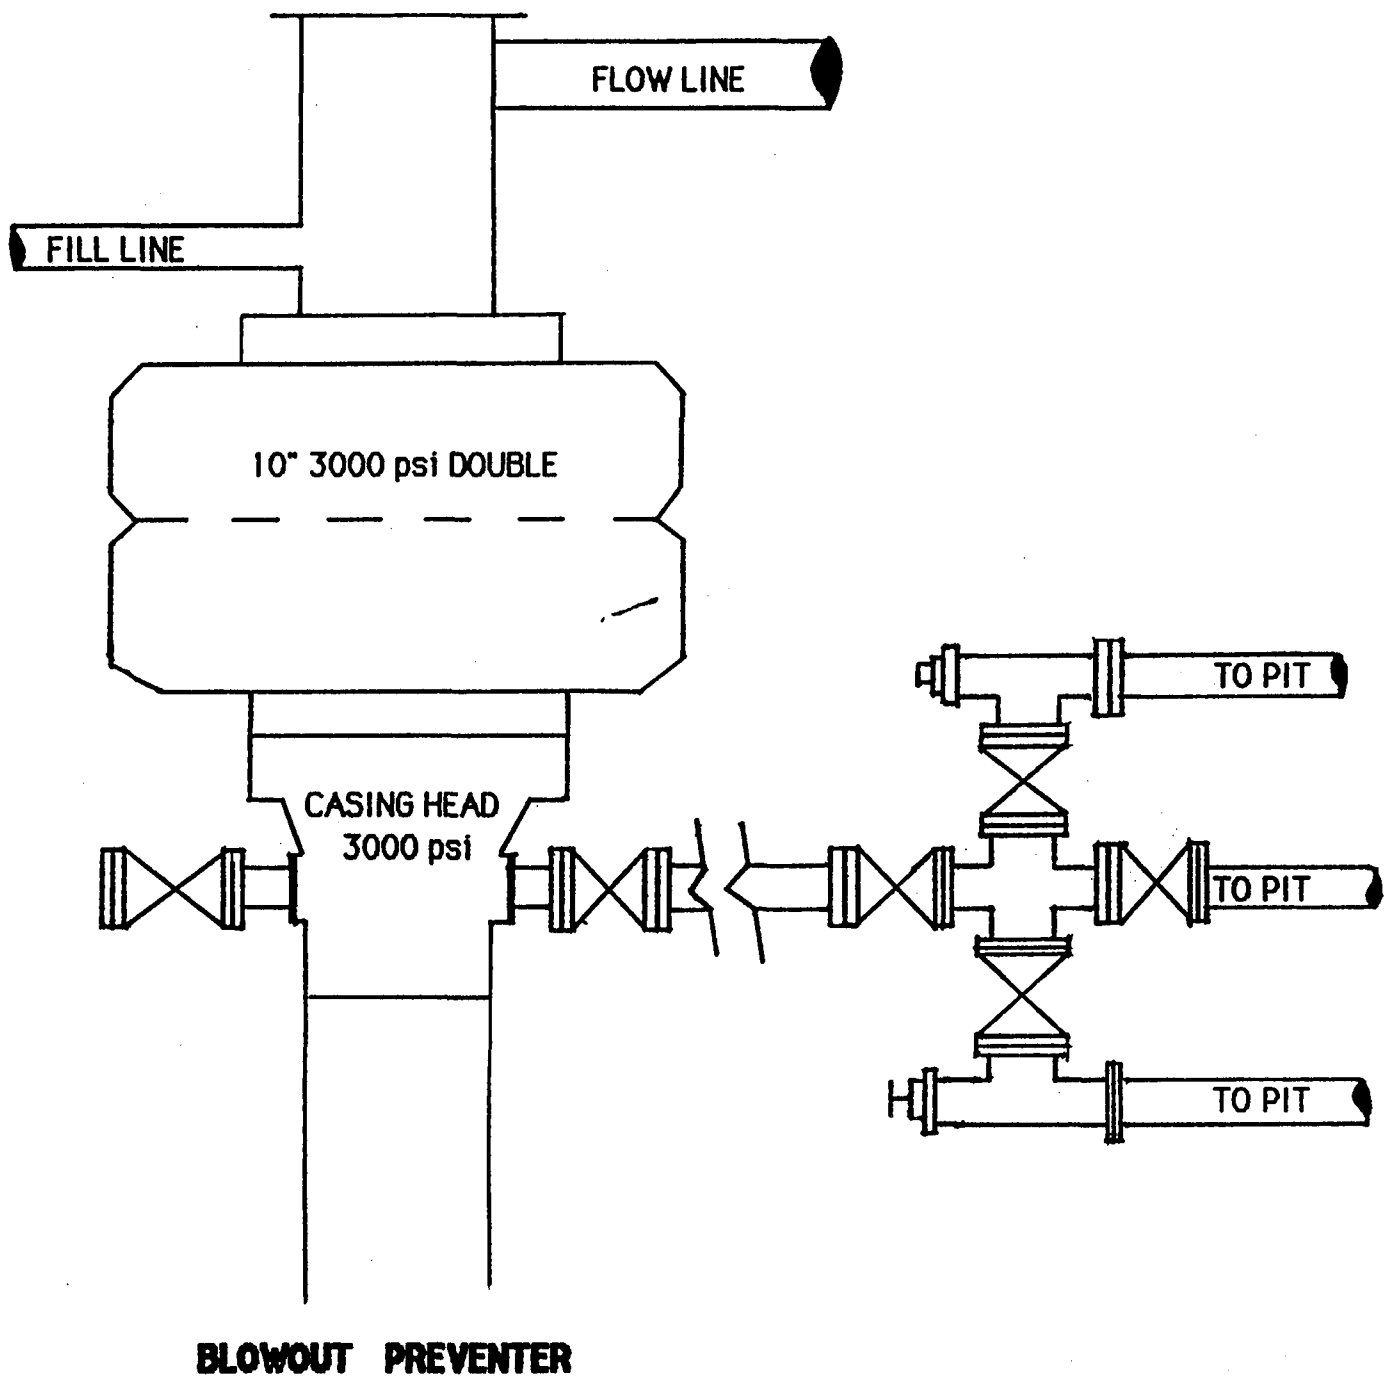 FLOW LINE
FILL LINE
10" 3000 psi DOUBLE
CASING HEAD
3000 psi
TO PIT
TO PIT
TO PIT
BLOWOUT PREVENTER